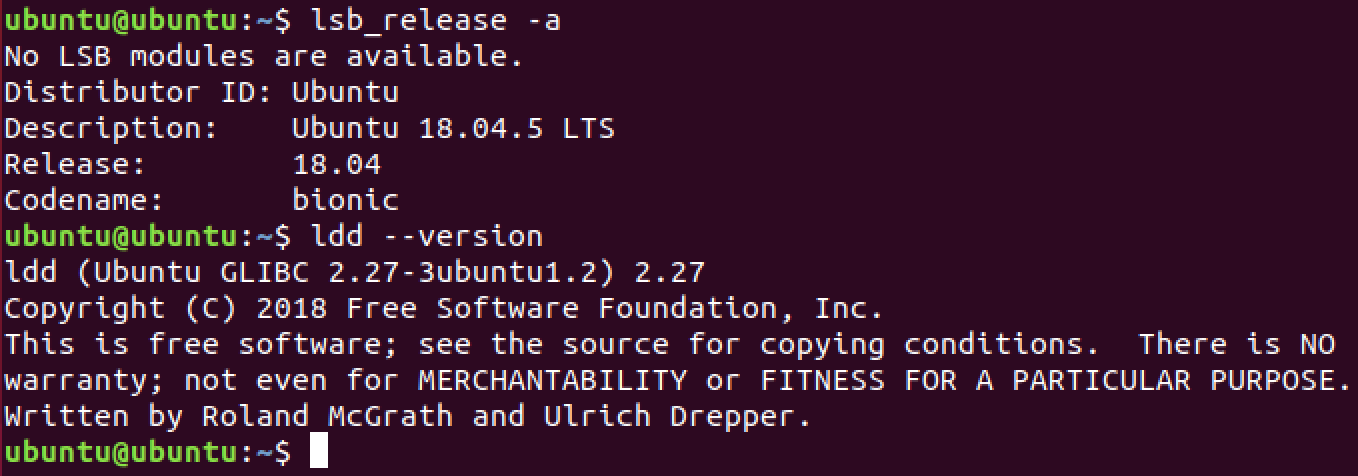 ubuntu@ubuntu:~$ lsb_release -a
No LSB modules are available.
Distributor ID: Ubuntu
Description:    Ubuntu 18.04.5 LTS
Release:        18.04
Codename:       bionic
ubuntu@ubuntu:~$ ldd --version
ldd (Ubuntu GLIBC 2.27-3ubuntu1.2) 2.27
Copyright (C) 2018 Free Software Foundation, Inc.
This is free software; see the source for copying conditions.  There is NO
warranty; not even for MERCHANTABILITY or FITNESS FOR A PARTICULAR PURPOSE.
Written by Roland McGrath and Ulrich Drepper.
ubuntu@ubuntu:~$